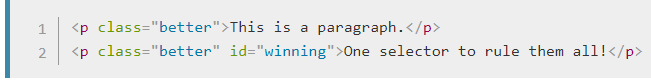 1 <p class="better">This is a paragraph.</p>
2 <p class="better" id="winning">One selector to rule them all!</p>